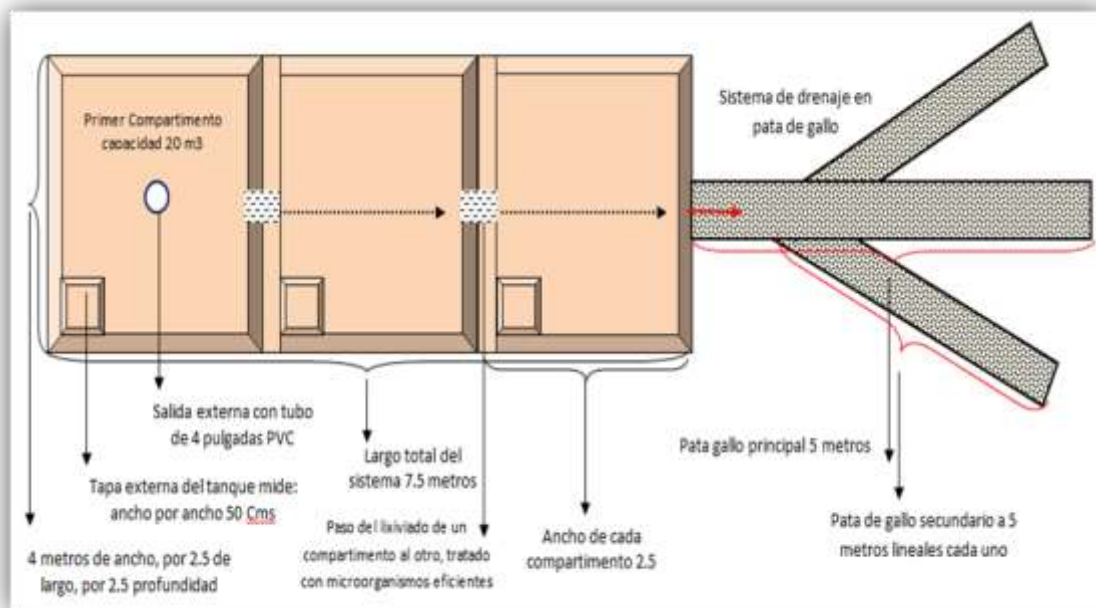 Primer Compartimento
capacidad 20 m3
Sistema de drenaje en
pata de gallo
Salida externa con tubo
de 4 pulgadas PVC
Tapa externa del tanque mide:
ancho por ancho 50 Cms
4 metros de ancho, por 2.5 de
largo, por 2.5 profundidad
Largo total del
sistema 7.5 metros
Paso del lixiviado de un
compartimento al otro, tratado
con microorganismos eficientes
Ancho de cada
compartimento 2.5
Pata gallo principal 5 metros
Pata de gallo secundario a 5
metros lineales cada uno